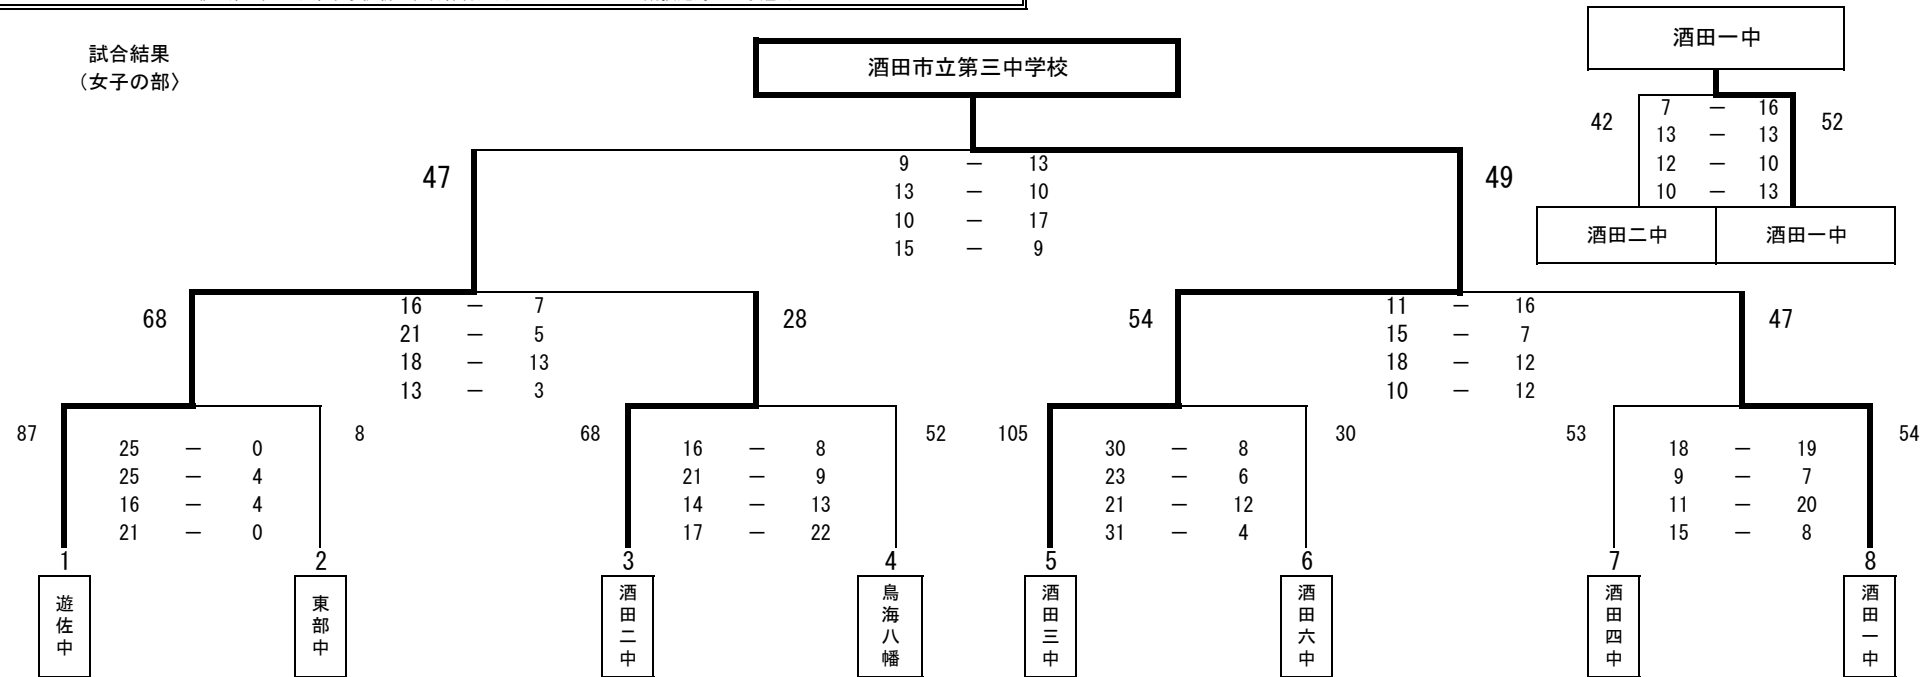 試合結果
（女子の部〉
酒田市立第三中学校
酒田一中
42
7 － 16
13 － 13
12 － 10
10 － 13
52
酒田二中 酒田一中
47
9 － 13
13 － 10
10 － 17
15 － 9
49
68
16 － 7
21 － 5
18 － 13
13 － 3
28
54
11 － 16
15 － 7
18 － 12
10 － 12
47
87
25 － 0
25 － 4
16 － 4
21 － 0
8
68
16 － 8
21 － 9
14 － 13
17 － 22
52
105
30 － 8
23 － 6
21 － 12
31 － 4
30
53
18 － 19
9 － 7
11 － 20
15 － 8
54
1 2 3 4 5 6 7 8
遊佐中
東部中
酒田二中
鳥海八幡
酒田三中
酒田六中
酒田四中
酒田一中